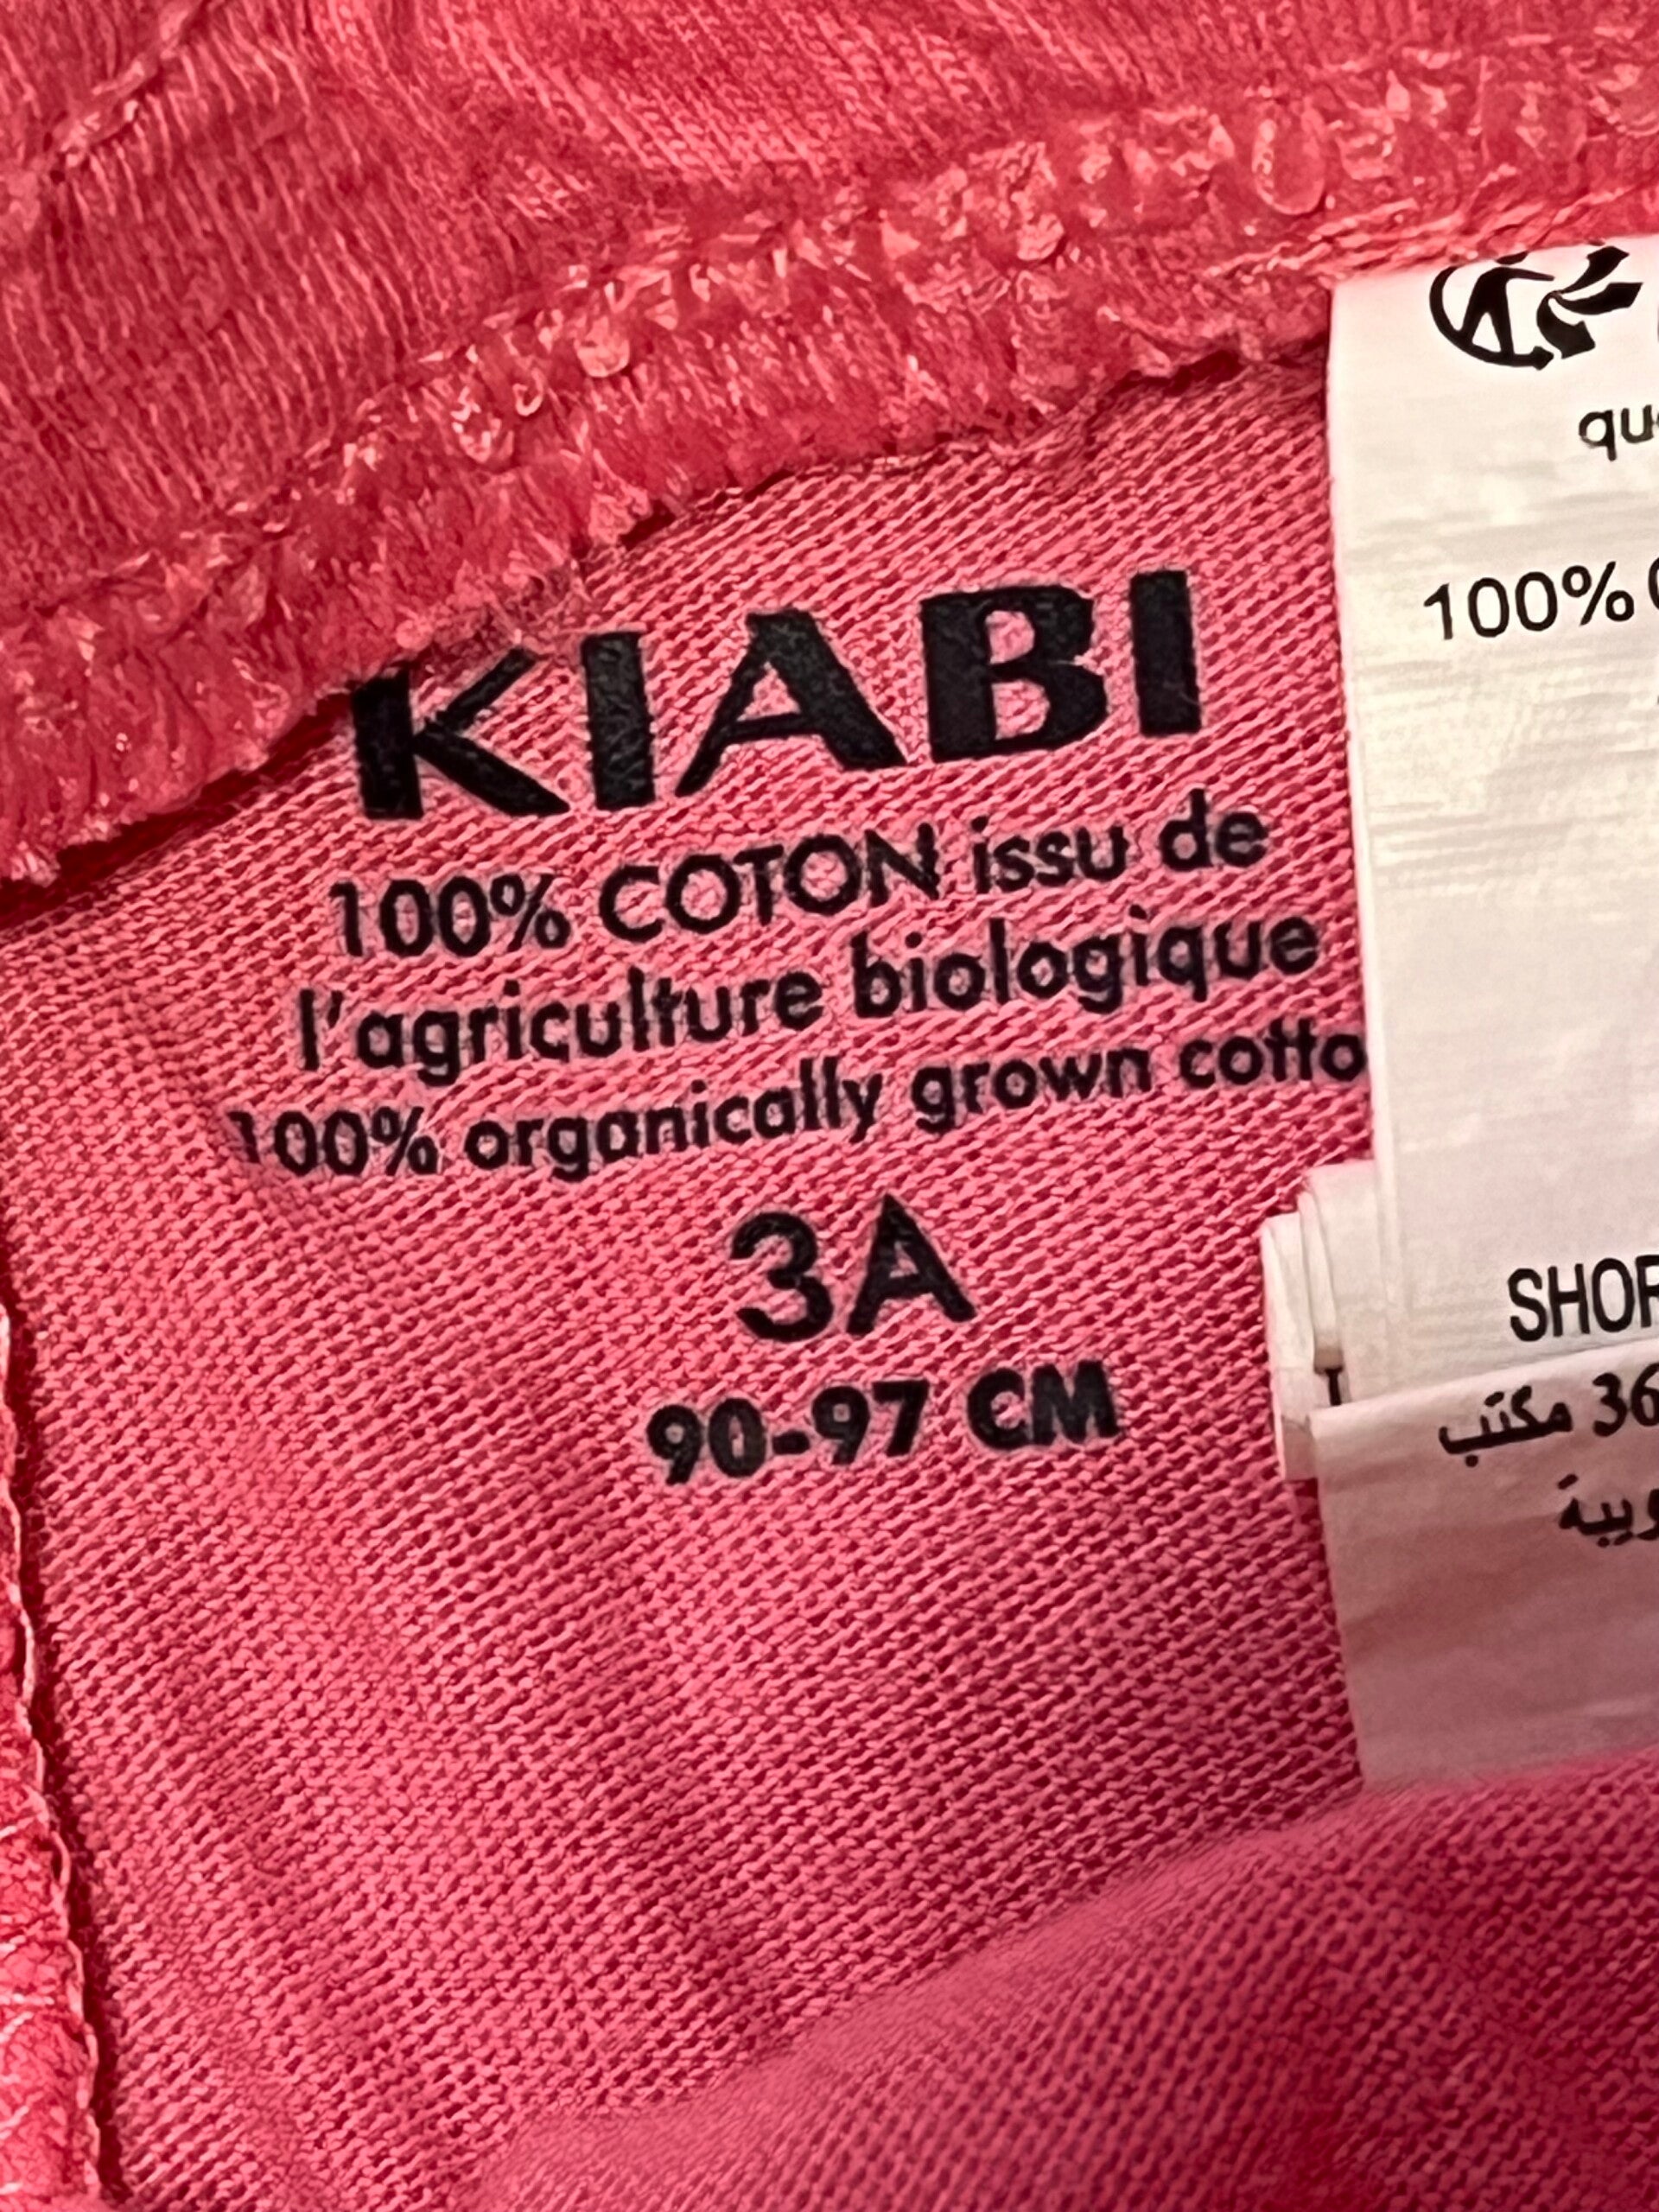 KIABI
100% COTON issu de
l'agriculture biologique
100% organically grown cotto
3A
90-97 CM
100%
SHOR
36 مكتب